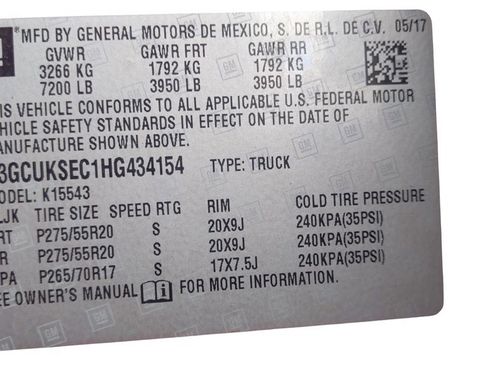 *MFD BY GENERAL MOTORS DE MEXICO, S. DE R.L. DE C.V. 05/17
GVWR GAWR FRT GAWR RR
3266 KG 1792 KG 1792 KG
7200 LB 3950 LB 3950 LB
IS VEHICLE CONFORMS TO ALL APPLICABLE U.S. FEDERAL MOTOR
VEHICLE SAFETY STANDARDS IN EFFECT ON THE DATE OF
ANUFACTURE SHOWN ABOVE.
3GCUKSEC1HG434154 TYPE: TRUCK
MODEL: K15543
LJK TIRE SIZE SPEED RTG RIM COLD TIRE PRESSURE
RT P275/55R20 S 20X9J 240KPA(35PSI)
R P275/55R20 S 20X9J 240KPA(35PSI)
PA P265/70R17 S 17X7.5J 240KPA(35PSI)
EE OWNER'S MANUAL FOR MORE INFORMATION.